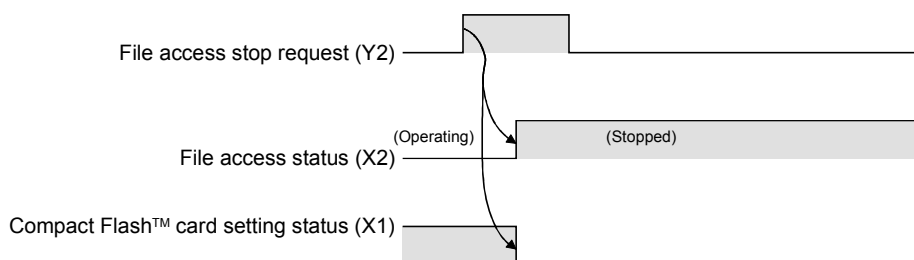 File access stop request (Y2)
(Operating) (Stopped)
File access status (X2)
Compact Flash™ card setting status (X1)